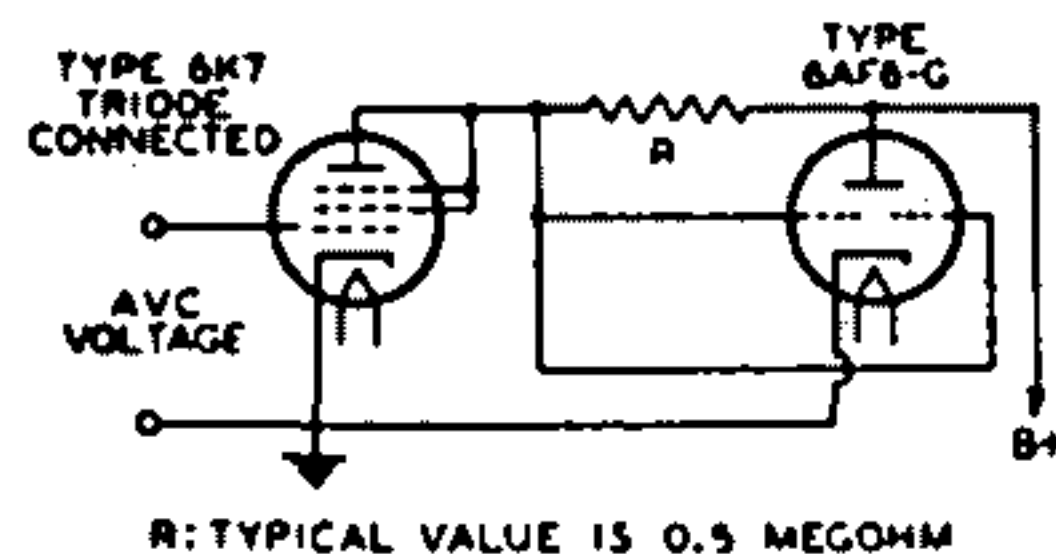 TYPE 6K7
TRIODE
CONNECTED
TYPE
6AF6-G
R
AVC
VOLTAGE
B+
R: TYPICAL VALUE IS 0.5 MEGOHM